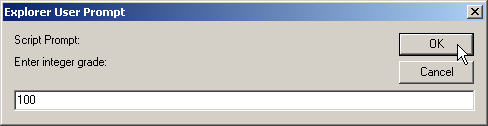 Explorer User Prompt
Script Prompt:
OK
Enter integer grade:
Cancel
100